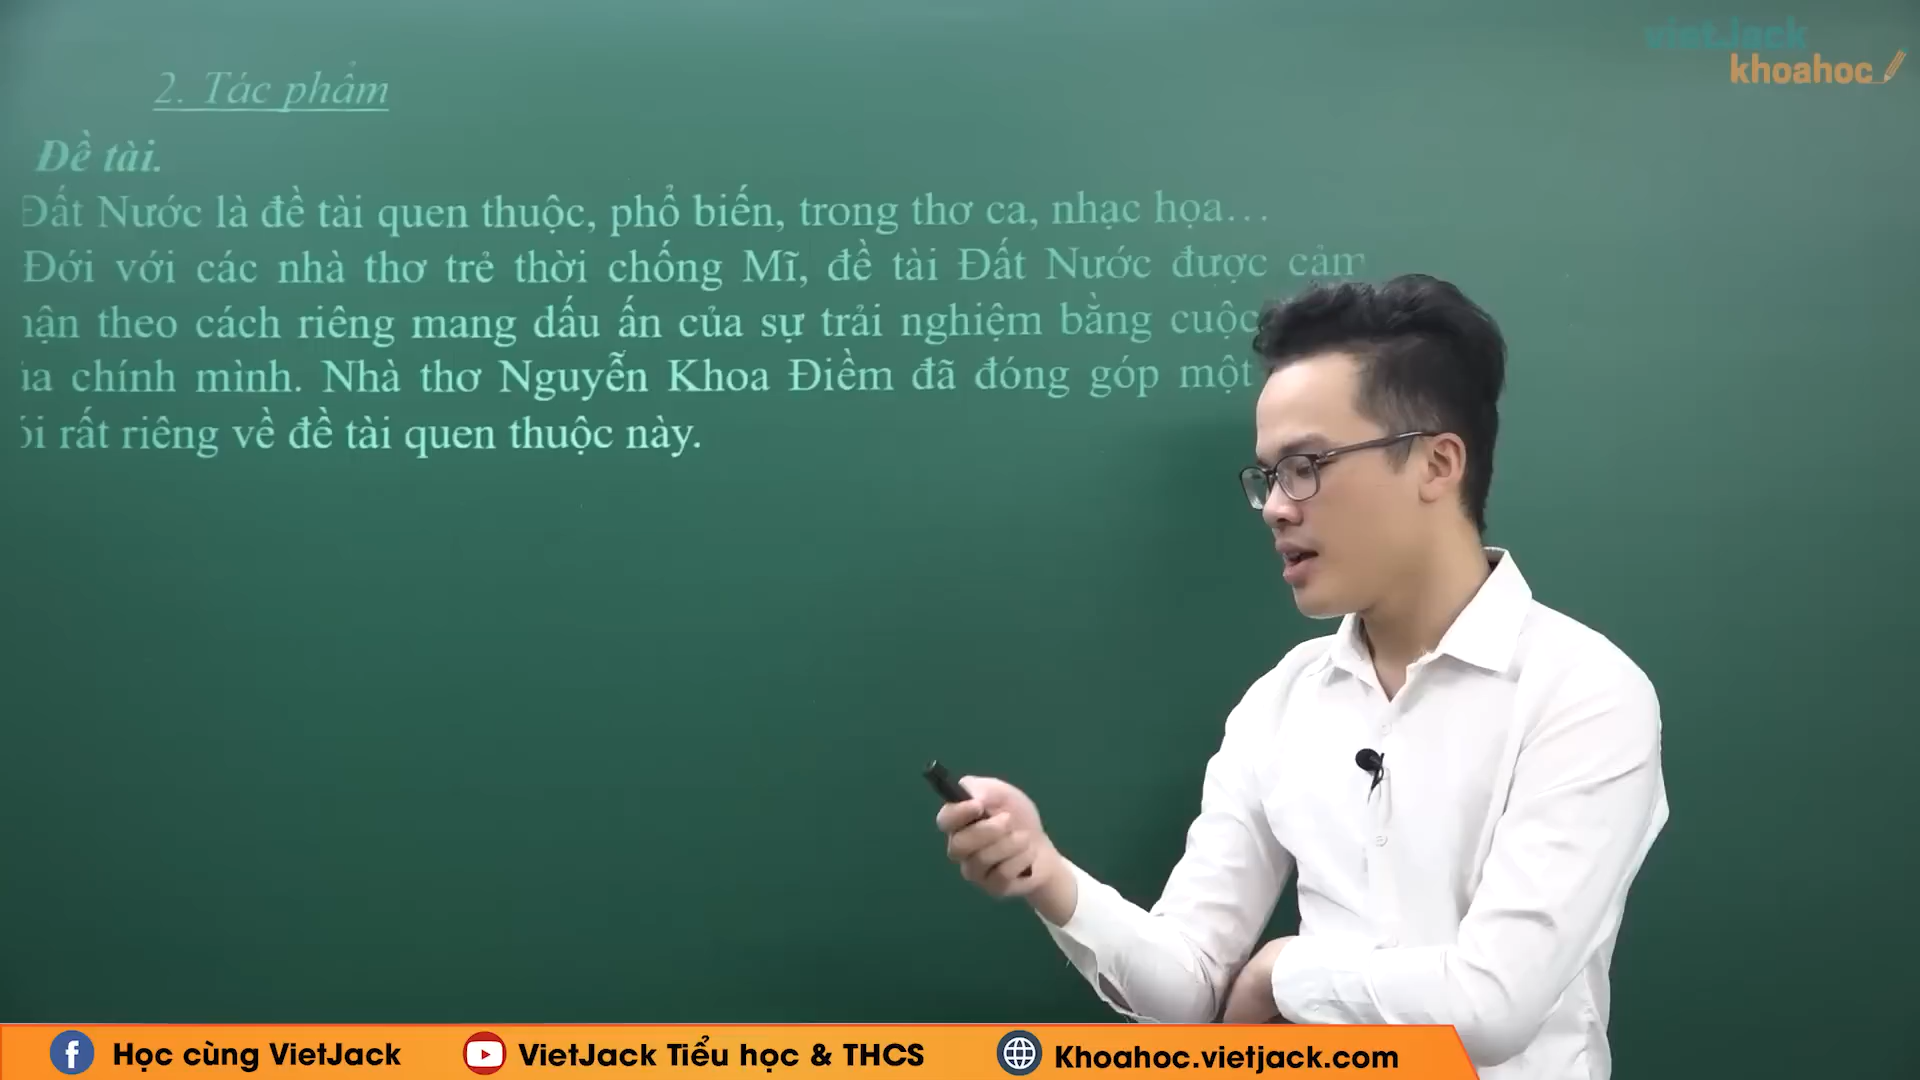 vietJack
khoahoc
2. Tác phẩm
Đề tài.
Đất Nước là đề tài quen thuộc, phổ biến, trong thơ ca, nhạc họa…
Đới với các nhà thơ trẻ thời chống Mĩ, đề tài Đất Nước được cảm
theo cách riêng mang dấu ấn của sự trải nghiệm bằng cuộc
chính mình. Nhà thơ Nguyễn Khoa Điềm đã đóng góp một
rất riêng về đề tài quen thuộc này.
Học cùng VietJack
VietJack Tiểu học & THCS
Khoahoc.vietjack.com